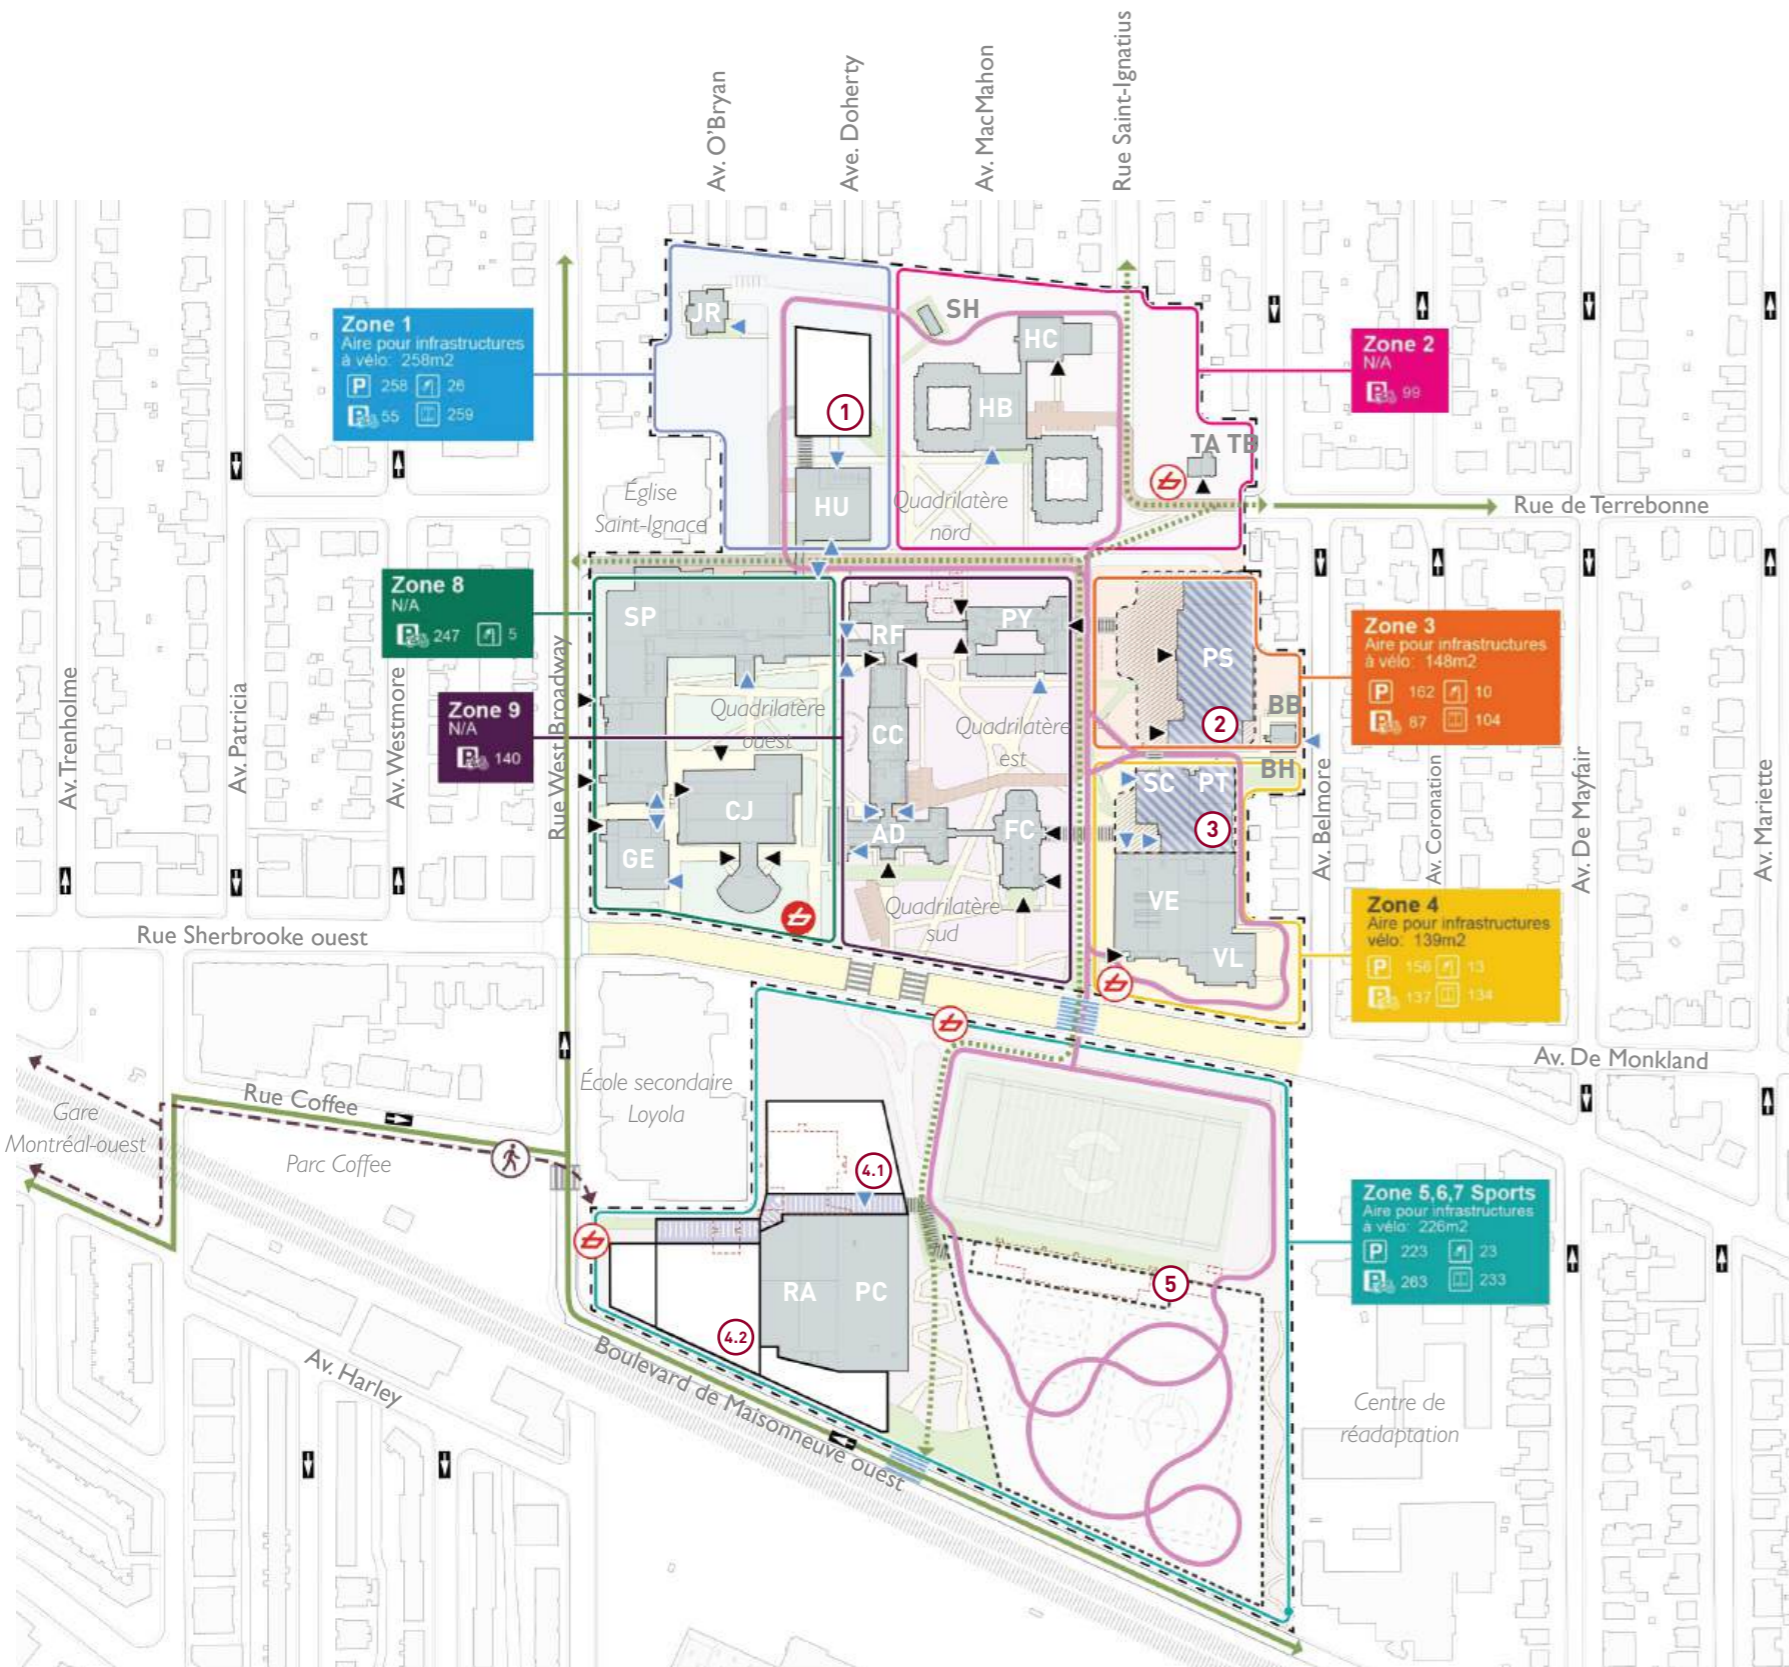 Av. O'Bryan
Ave. Doherty
Av. MacMahon
Rue Saint-Ignatius
Zone 1
Aire pour infrastructures
à vélo: 258m2
P 258 26
P 55 259
Zone 2
N/A
P 99
JR
SH
HC
1
HB
TA TB
HA
HU
Église
Saint-Ignace
Quadrilatère
nord
Rue de Terrebonne
Zone 8
N/A
P 247 5
SP
RF
PY
PS
Zone 3
Aire pour infrastructures
à vélo: 148m2
P 162 10
P 87 104
Zone 9
N/A
P 140
Quadrilatère
ouest
CC
Quadrilatère
est
2
BB
BH
SC PT
Av. Trenholme
Av. Patricia
Av. Westmore
Rue West Broadway
Av. Belmore
Av. Coronation
Av. De Mayfair
Av. Mariette
CJ
AD
FC
3
GE
VE
VL
Quadrilatère
sud
Zone 4
Aire pour infrastructures
vélo: 139m2
P 156 13
P 137 134
Rue Sherbrooke ouest
Av. De Monkland
Rue Coffee
Gare
Montréal-ouest
Parc Coffee
École secondaire
Loyola
4.1
Zone 5,6,7 Sports
Aire pour infrastructures
à vélo: 226m2
P 223 23
P 263 233
RA PC
5
4.2
C
Boulevard de Maisonneuve ouest
Av. Harley
Centre de
réadaptation